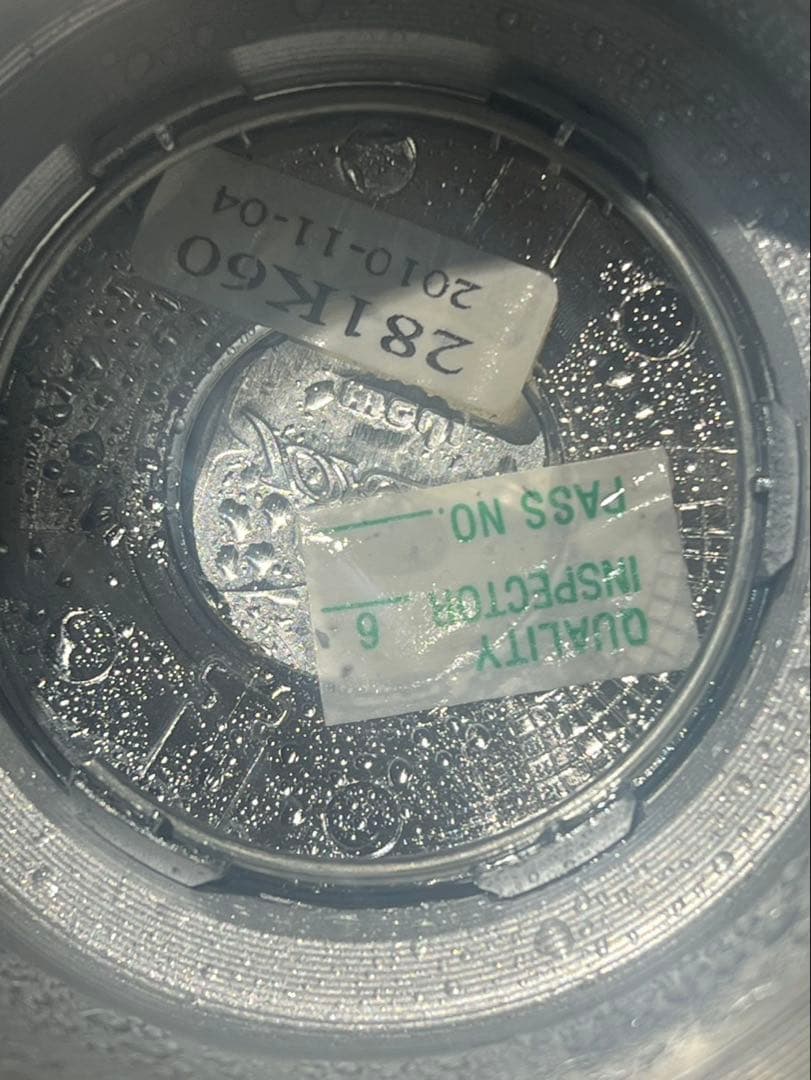 281K60
2010-11-04
QUALITY
INSPECTOR 6
PASS NO.